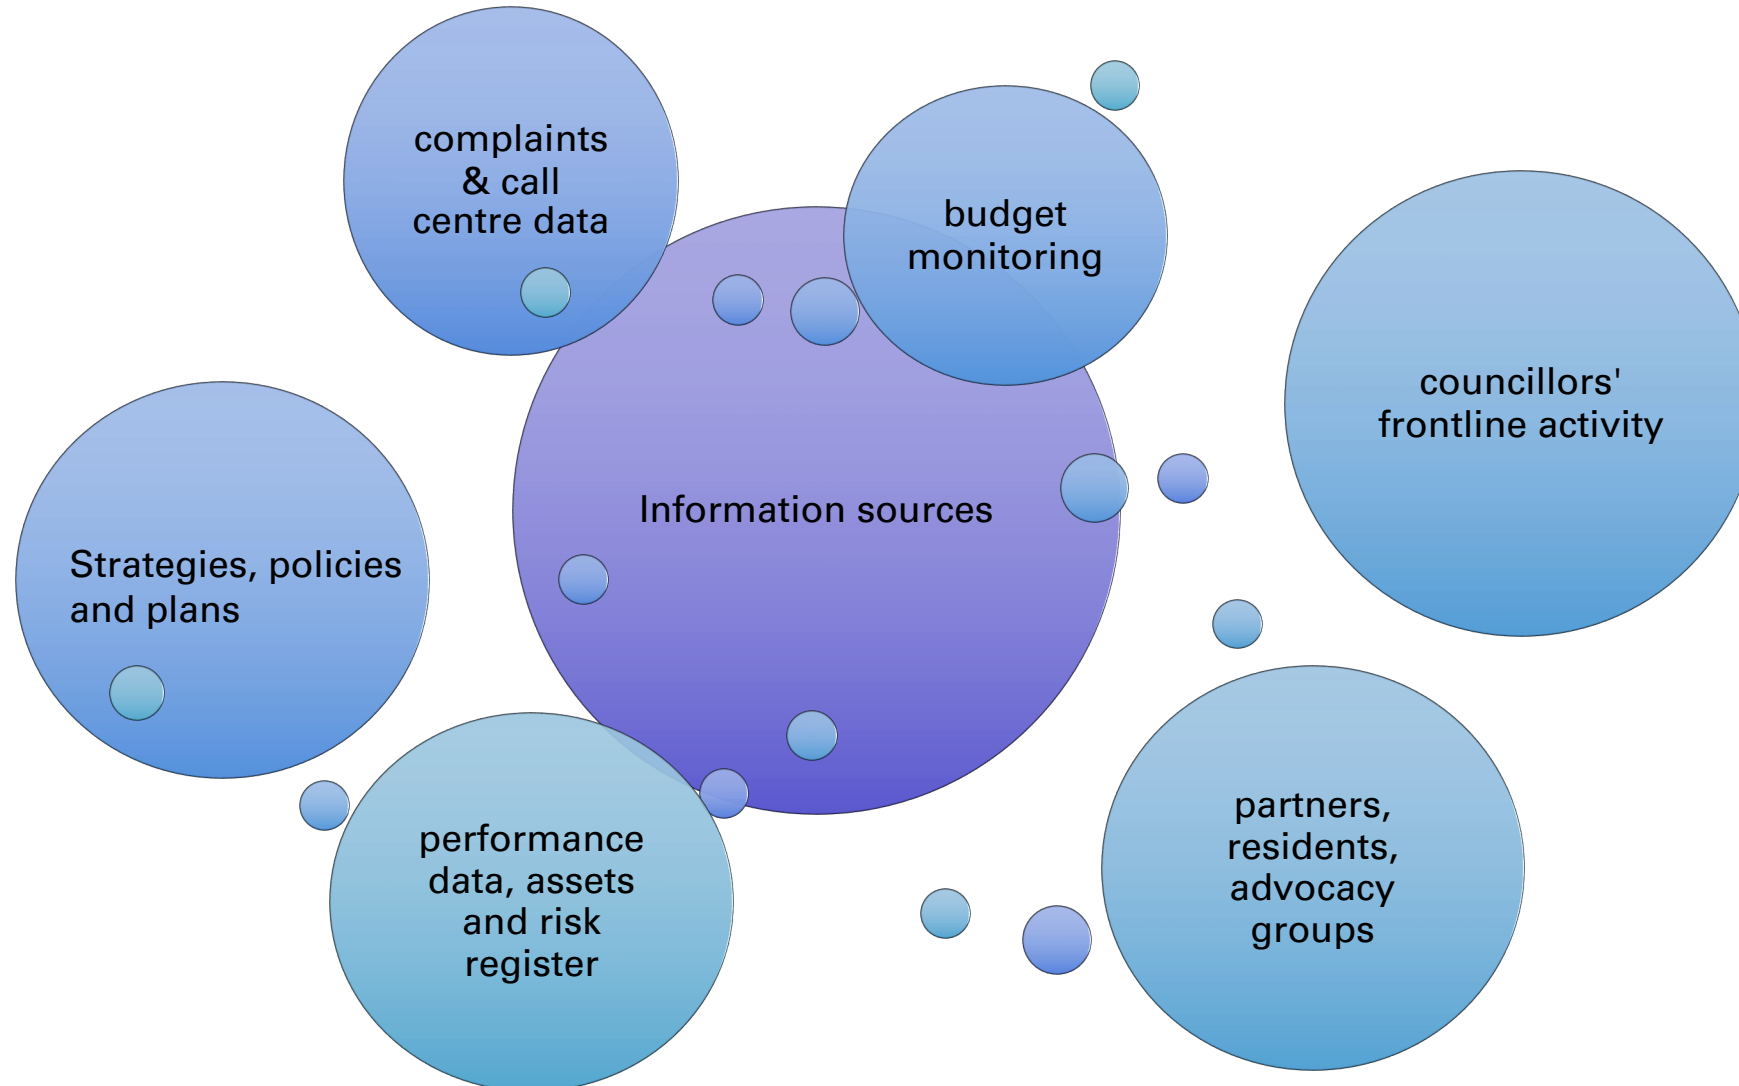 complaints
& call
centre data
budget
monitoring
councillors'
frontline activity
Information sources
Strategies, policies
and plans
performance
data, assets
and risk
register
partners,
residents,
advocacy
groups